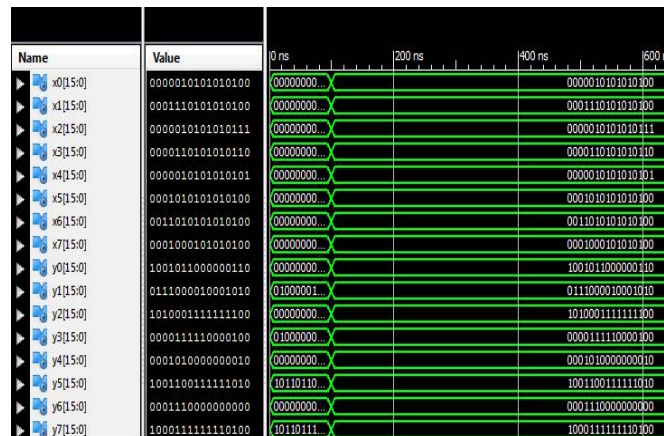 Name Value 0 ns 200 ns 400 ns 600
x0[15:0] 0000010101010100 00000000... 0000010101010100
x1[15:0] 0001110101010100 00000000... 0001110101010100
x2[15:0] 0000010101010111 00000000... 0000010101010111
x3[15:0] 0000110101010110 00000000... 0000110101010110
x4[15:0] 0000010101010101 00000000... 0000010101010101
x5[15:0] 0001010101010100 00000000... 0001010101010100
x6[15:0] 0011010101010100 00000000... 0011010101010100
x7[15:0] 0001000101010100 00000000... 0001000101010100
y0[15:0] 1001011000000110 00000000... 1001011000000110
y1[15:0] 0111000010001010 01000001... 0111000010001010
y2[15:0] 1010001111111100 00000000... 1010001111111100
y3[15:0] 0000111110000100 01000000... 0000111110000100
y4[15:0] 0001010000000010 00000000... 0001010000000010
y5[15:0] 1001100111111010 10110110... 1001100111111010
y6[15:0] 0001110000000000 00000000... 0001110000000000
y7[15:0] 1000111111110100 10110111... 1000111111110100